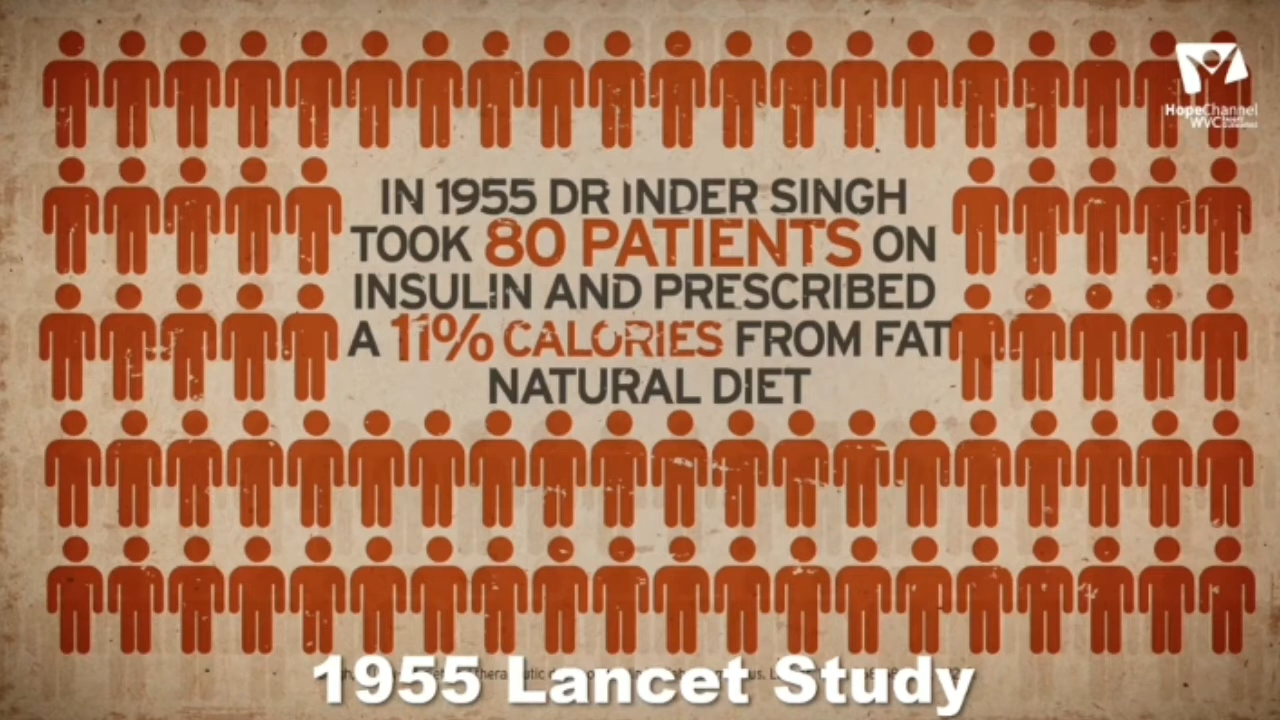 HopeChannel
WVC
IN 1955 DR INDER SINGH
TOOK 80 PATIENTS ON
INSULIN AND PRESCRIBED
A 11% CALORIES FROM FAT
NATURAL DIET
1955 Lancet Study